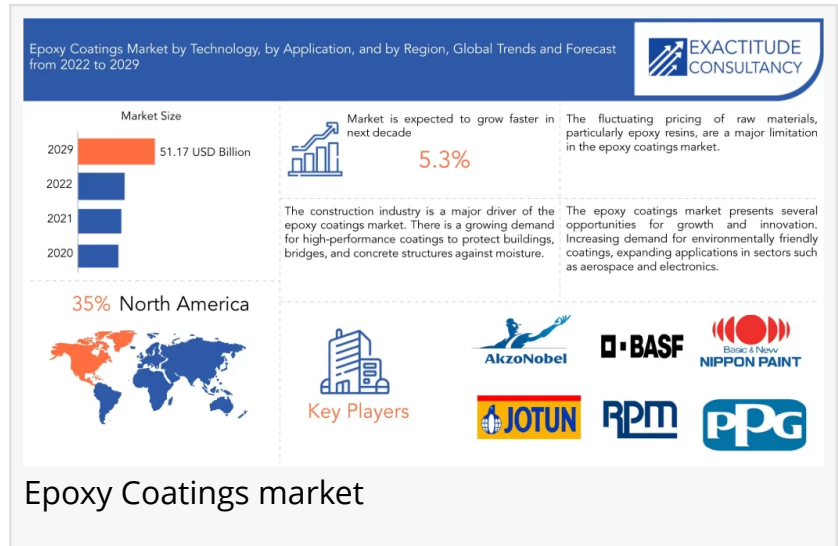 Epoxy Coatings Market by Technology, by Application, and by Region, Global Trends and Forecast
from 2022 to 2029
EXACTITUDE
CONSULTANCY
Market Size
2029
51.17 USD Billion
2022
2021
2020
Market is expected to grow faster in
next decade
5.3%
The fluctuating pricing of raw materials,
particularly epoxy resins, are a major limitation
in the epoxy coatings market.
The construction industry is a major driver of the
epoxy coatings market. There is a growing demand
for high-performance coatings to protect buildings,
bridges, and concrete structures against moisture.
The epoxy coatings market presents several
opportunities for growth and innovation.
Increasing demand for environmentally friendly
coatings, expanding applications in sectors such
as aerospace and electronics.
35% North America
Key Players
AkzoNobel
BASF
Basic & New
NIPPON PAINT
JOTUN
RPM
PPG
Epoxy Coatings market